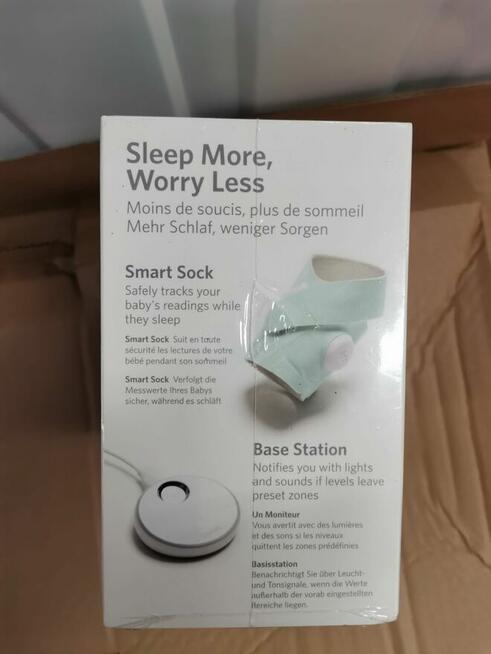 Sleep More,
Worry Less
Moins de soucis, plus de sommeil
Mehr Schlaf, weniger Sorgen
Smart Sock
Safely tracks your
baby's readings while
they sleep
Smart Sock Suit en toute
sécurité les lectures de votre
bébé pendant son sommeil
Smart Sock Verfolgt die
Messwerte Ihres Babys
sicher, während es schläft
Base Station
Notifies you with lights
and sounds if levels leave
preset zones
Un Moniteur
Vous avertit avec des lumières
et des sons si les niveaux
quittent les zones prédéfinies
Basisstation
Benachrichtigt Sie über Leucht-
und Tonsignale, wenn die Werte
außerhalb der vorab eingestellten
Bereiche liegen.